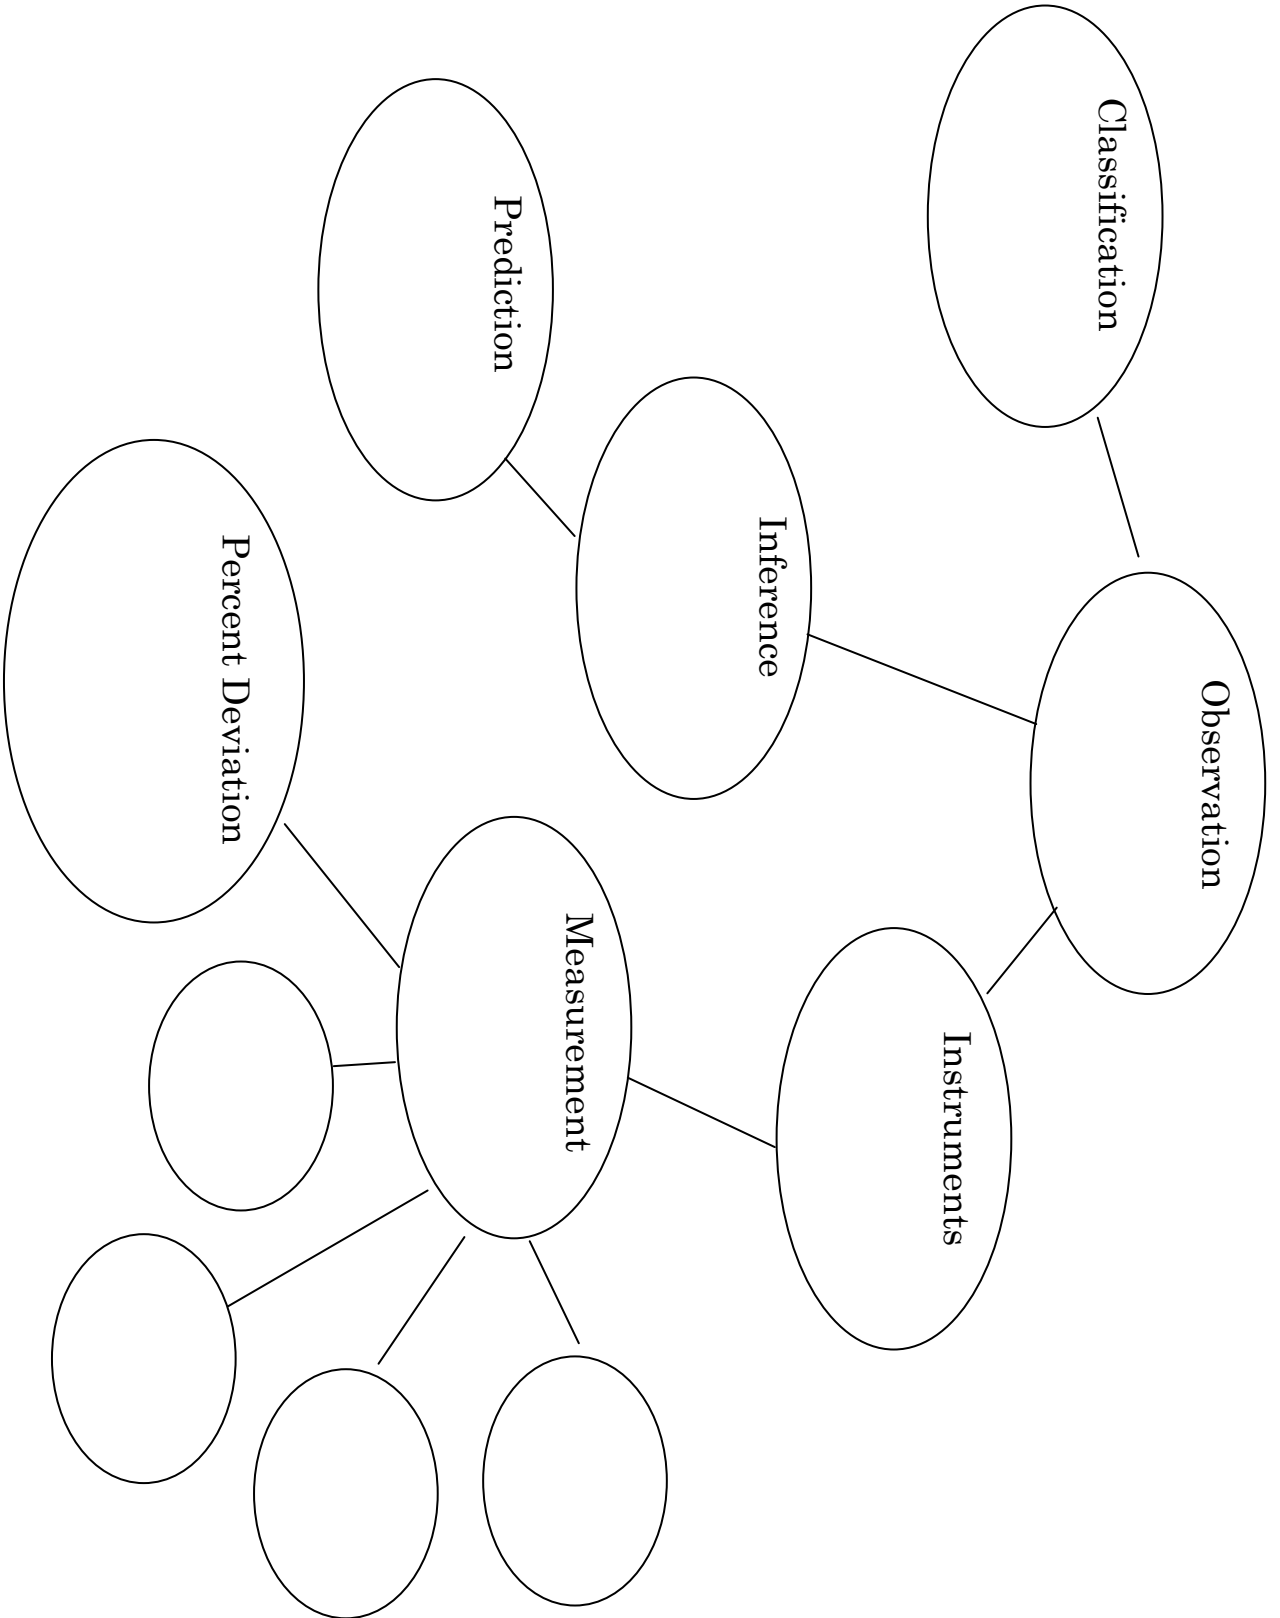 Observation
Classification
Instruments
Inference
Measurement
Prediction
Percent Deviation